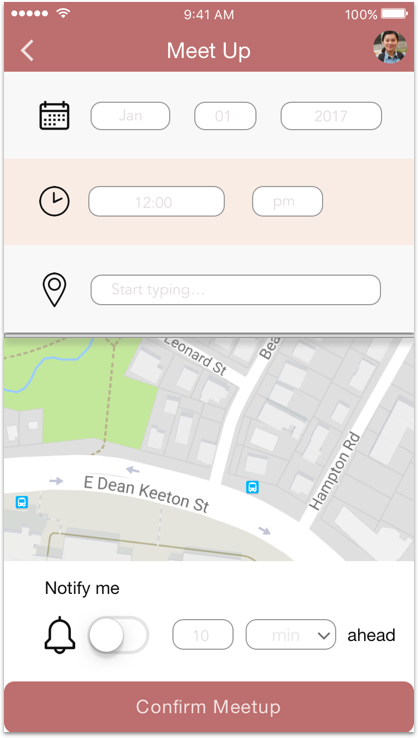 9:41 AM 100%
Meet Up
Jan 01 2017
12:00 pm
Start typing...
Leonard St
Bea
E Dean Keeton St
Hampton Rd
Notify me
10 min ahead
Confirm Meetup